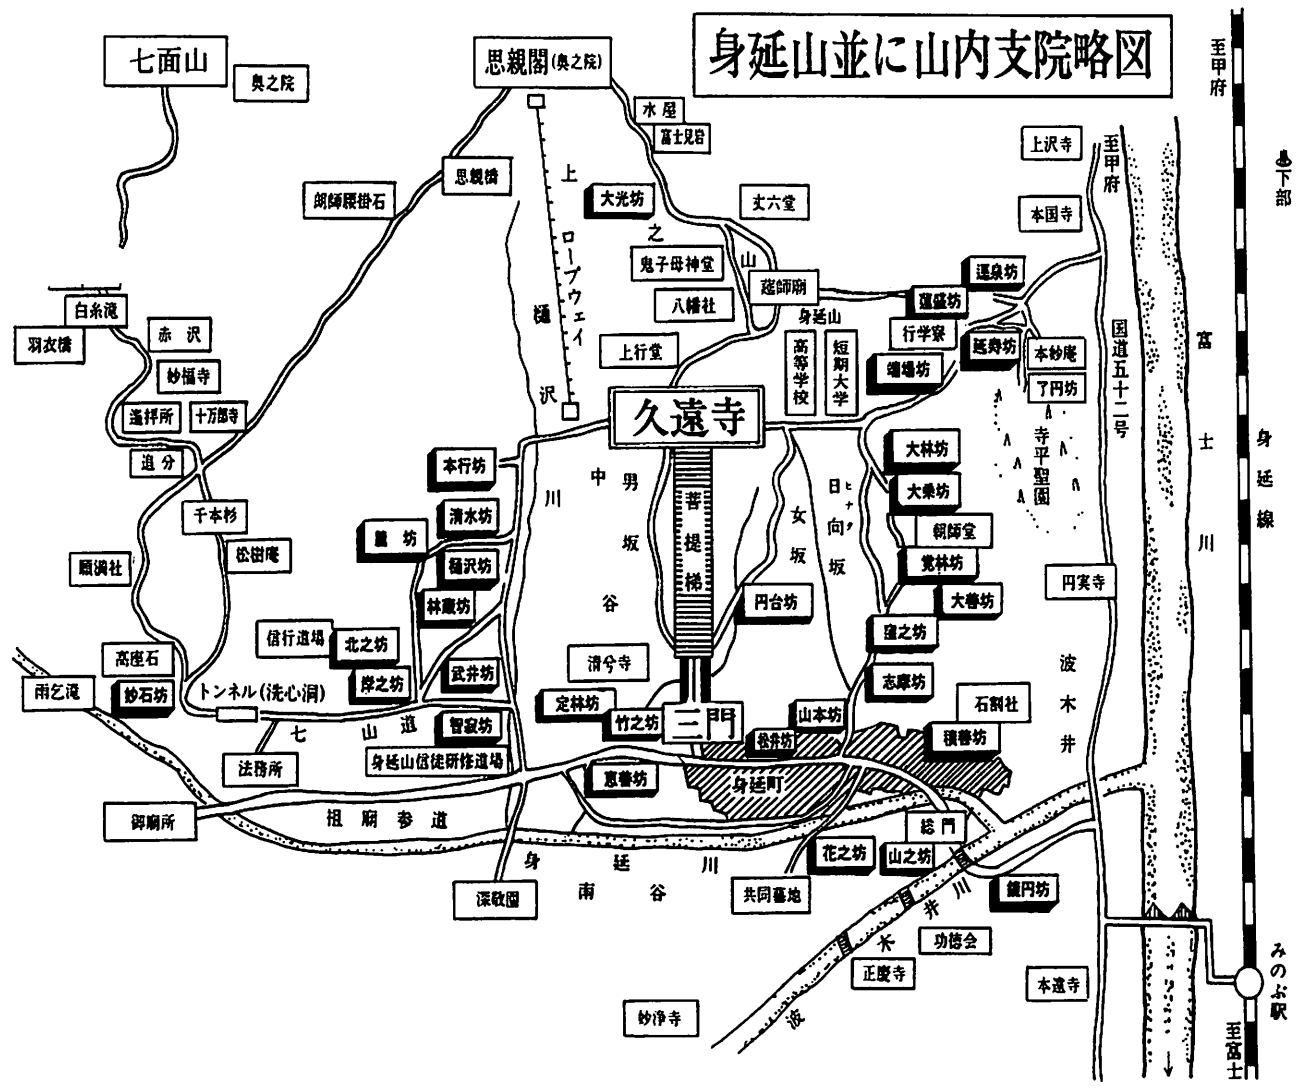 身延山並に山内支院略図
七面山
奥之院
思親閣(奥之院)
水屋
富士見岩
至甲府
下部
上沢寺
至甲府
思親橋
朗師腰掛石
上
之
山
大光坊
丈六堂
本国寺
鬼子母神堂
ロープウェイ
八幡社
蓮盛坊
身延山
白糸滝
羽衣橋
赤沢
妙福寺
樋
沢
川
上行堂
高等学校
短期大学
行学寮
延寿坊
端場坊
本妙庵
了円坊
国道五十二号
富士川
遥拝所
十万部寺
追分
久遠寺
寺平聖園
身延線
本行坊
中
谷
男坂
菩提梯
女坂
日向坂
ヒナタ
大林坊
大乗坊
千本杉
清水坊
朝師堂
願満社
松樹庵
樋沢坊
覚林坊
円実寺
林蔵坊
円台坊
大善坊
信行道場
北之坊
窪之坊
高座石
清兮寺
岸之坊
武井坊
志摩坊
波木井
雨乞滝
妙石坊
トンネル(洗心洞)
定林坊
竹之坊
三門
山本坊
石割社
七山道
智寂坊
松井坊
積善坊
法務所
身延山信徒研修道場
恵善坊
身延町
御廟所
祖廟参道
総門
身延川
南谷
花之坊
山之坊
深敬園
共同墓地
鏡円坊
波木井川
功徳会
正慶寺
本遠寺
みのぶ駅
妙浄寺
至富士